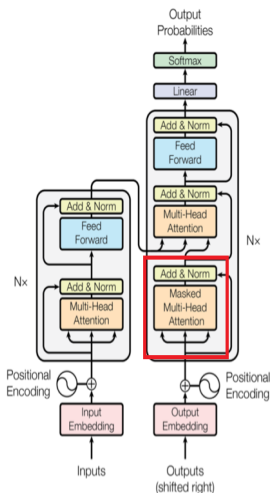 Output
Probabilities
Softmax
Linear
Add & Norm
Feed
Forward
Add & Norm
Multi-Head
Attention
Add & Norm
Masked
Multi-Head
Attention
Nx
Add & Norm
Feed
Forward
Add & Norm
Multi-Head
Attention
Nx
Positional
Encoding
Positional
Encoding
Input
Embedding
Output
Embedding
Inputs
Outputs
(shifted right)